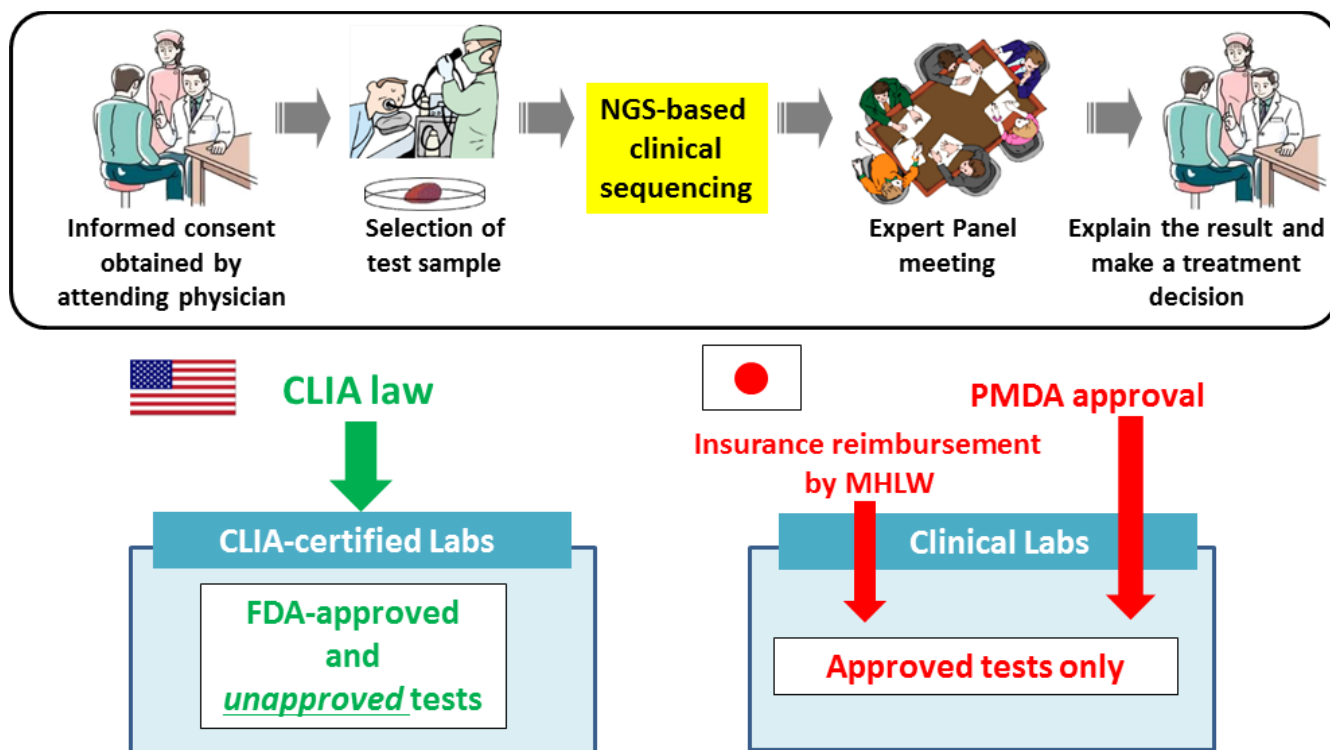 Informed consent
obtained by
attending physician
Selection of
test sample
NGS-based
clinical
sequencing
Expert Panel
meeting
Explain the result and
make a treatment
decision
CLIA law
CLIA-certified Labs
FDA-approved
and
unapproved tests
PMDA approval
Insurance reimbursement
by MHLW
Clinical Labs
Approved tests only